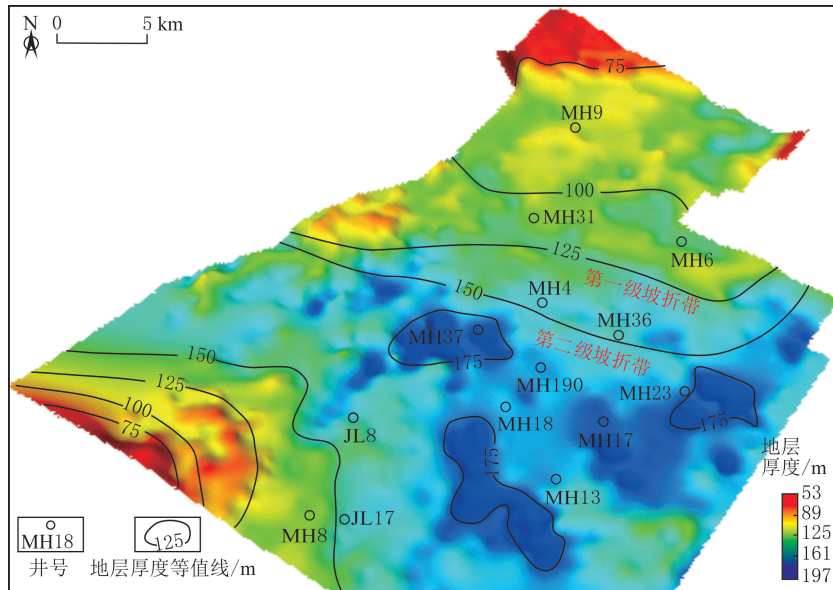 N
0
5 km
75
MH9
100
MH31
125
MH6
第一级坡折带
150
MH4
MH36
MH37
第二级坡折带
175
150
MH190
125
MH23
175
100
MH18
MH17
JL8
75
175
地层
厚度/m
MH13
53
89
125
161
197
MH8
JL17
MH18
125
井号
地层厚度等值线/m